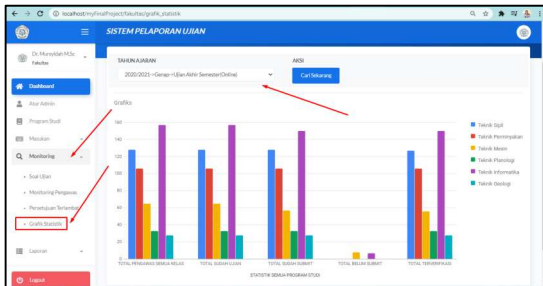 localhost/myFinalProject/fakultas/grafik_statistik
SISTEM PELAPORAN UJIAN
Dr. Mursyidah M.Sc
Fakultas
Dashboard
Atur Admin
Program Studi
Masukan
Monitoring
Soal Ujian
Monitoring Pengawas
Persetujuan Terlambat
Grafik Statistik
Laporan
Logout
TAHUN AJARAN
AKSI
2020/2021->Genap->Ujian Akhir Semester(Online)
Cari Sekarang
Grafiks
160
140
120
100
80
60
40
20
0
TOTAL PENGAWAS SEMUA KELAS
TOTAL SUDAH UJIAN
TOTAL SUDAH SUBMIT
TOTAL BELUM SUBMIT
TOTAL TERVERIFIKASI
STATISTIK SEMUA PROGRAM STUDI
Teknik Sipil
Teknik Perminyakan
Teknik Mesin
Teknik Planologi
Teknik Informatika
Teknik Geologi